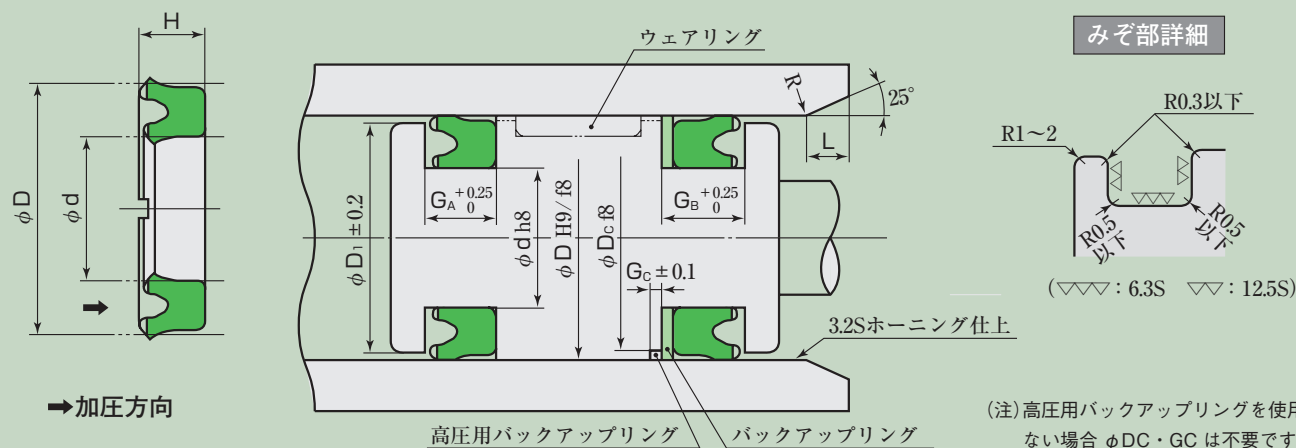 H
φD
φd
➡加圧方向
ウェアリング
R
25°
L
GA +0.25 0
GB +0.25 0
φD1 ±0.2
φd h8
φD H9/f8
φDc f8
Gc ±0.1
3.2Sホーニング仕上
高圧用バックアップリング
バックアップリング
みぞ部詳細
R0.3以下
R1〜2
R0.5
以下
R0.5
以下
(▽▽▽：6.3S ▽▽：12.5S)
(注)高圧用バックアップリングを使用
ない場合 φDC・GC は不要です